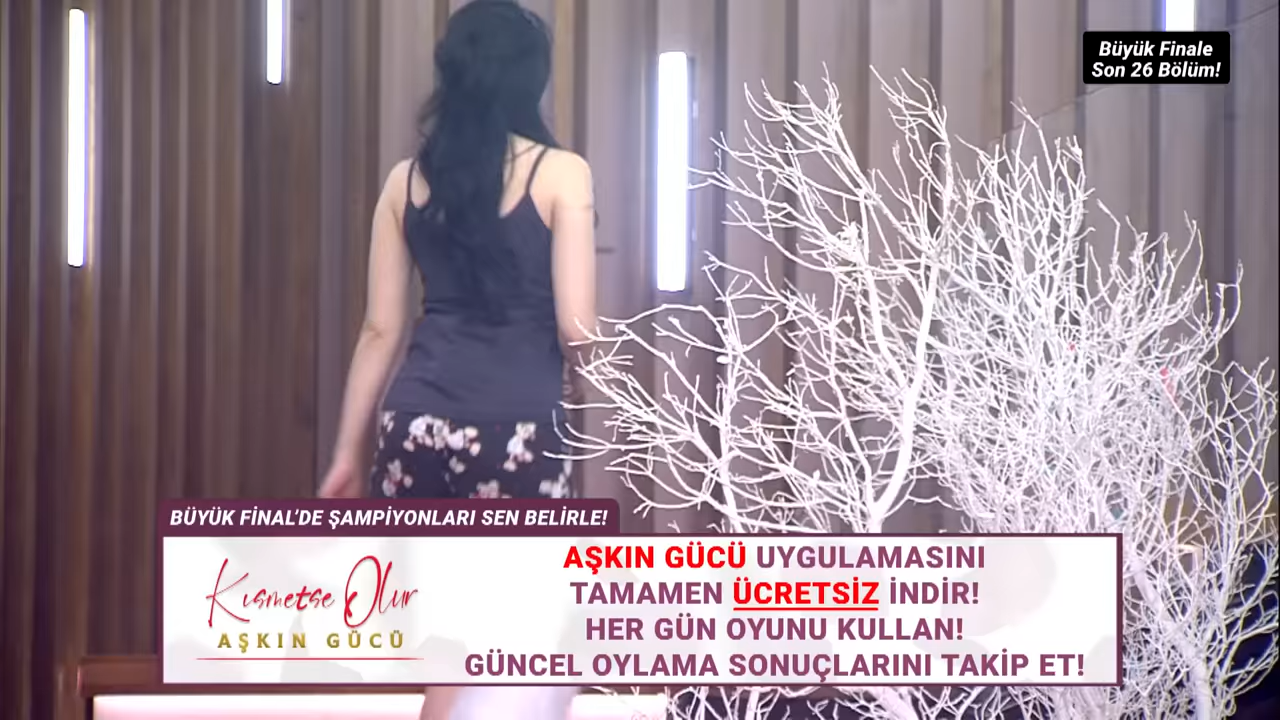 Büyük Finale
Son 26 Bölüm!
BÜYÜK FİNAL'DE ŞAMPİYONLARI SEN BELİRLE!
Kısmetse Olur
AŞKIN GÜCÜ
AŞKIN GÜCÜ UYGULAMASINI
TAMAMEN ÜCRETSİZ İNDİR!
HER GÜN OYUNU KULLAN!
GÜNCEL OYLAMA SONUÇLARINI TAKİP ET!